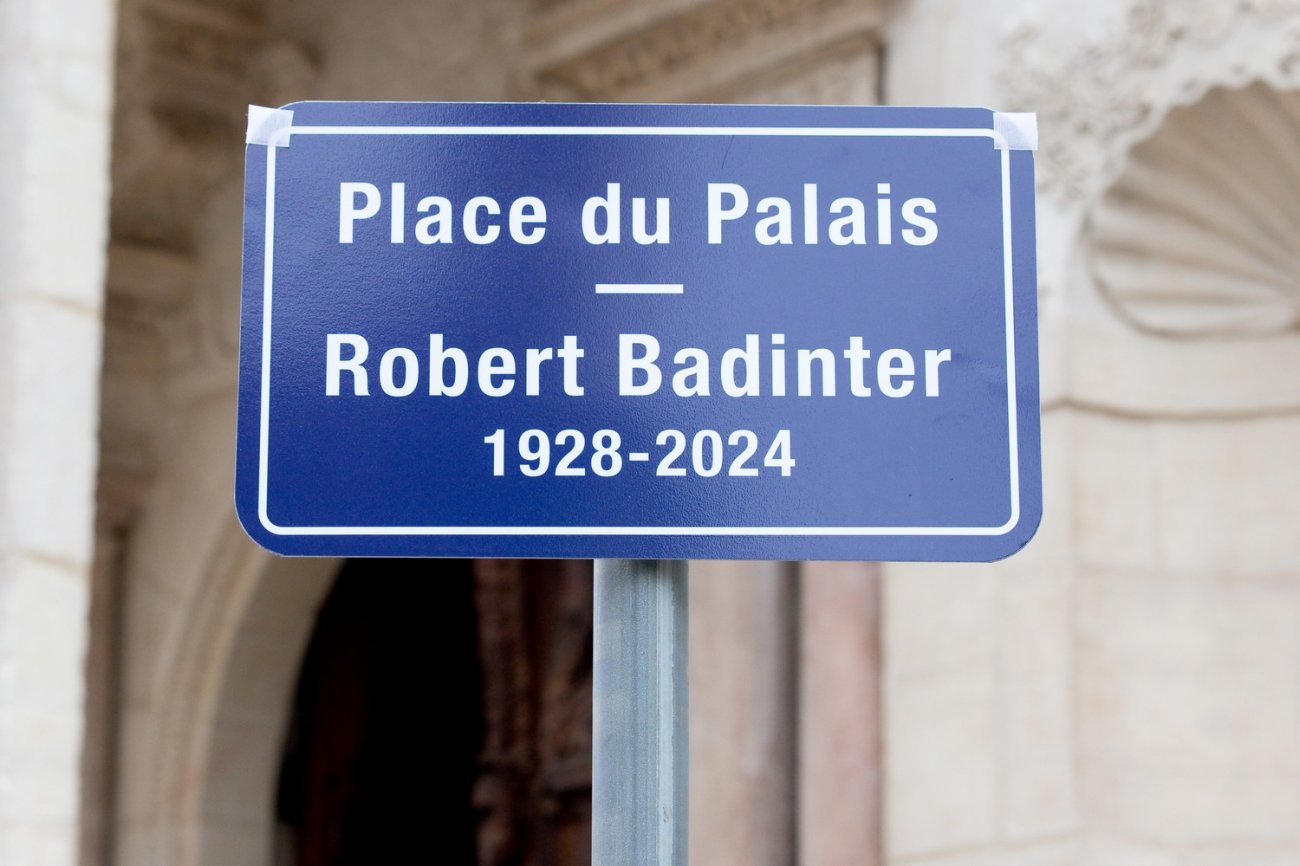 Place du Palais
—
Robert Badinter
1928-2024